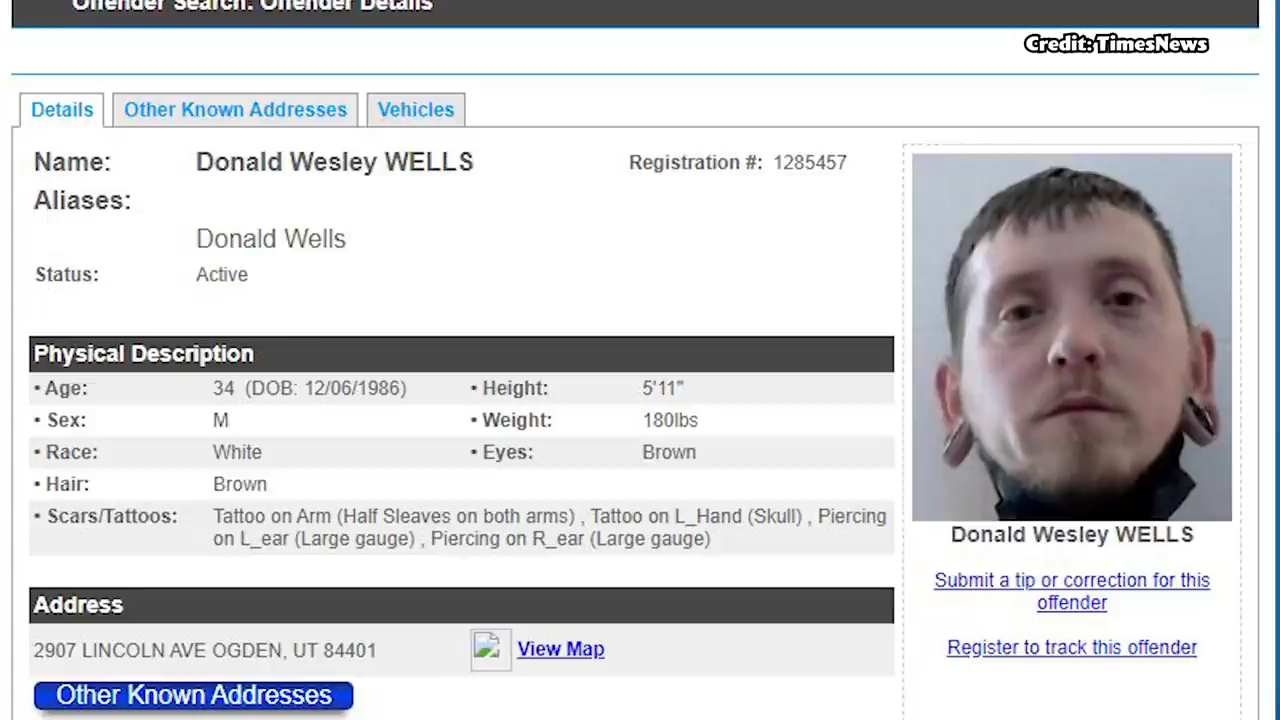 Offender Search: Offender Details
Credit: TimesNews
Details Other Known Addresses Vehicles
Name: Donald Wesley WELLS Registration #: 1285457
Aliases:
Donald Wells
Status: Active
Physical Description
• Age: 34 (DOB: 12/06/1986) • Height: 5'11"
• Sex: M • Weight: 180lbs
• Race: White • Eyes: Brown
• Hair: Brown
• Scars/Tattoos: Tattoo on Arm (Half Sleaves on both arms) , Tattoo on L_Hand (Skull) , Piercing
on L_ear (Large gauge) , Piercing on R_ear (Large gauge)
Address
2907 LINCOLN AVE OGDEN, UT 84401 View Map
Other Known Addresses
Donald Wesley WELLS
Submit a tip or correction for this
offender
Register to track this offender